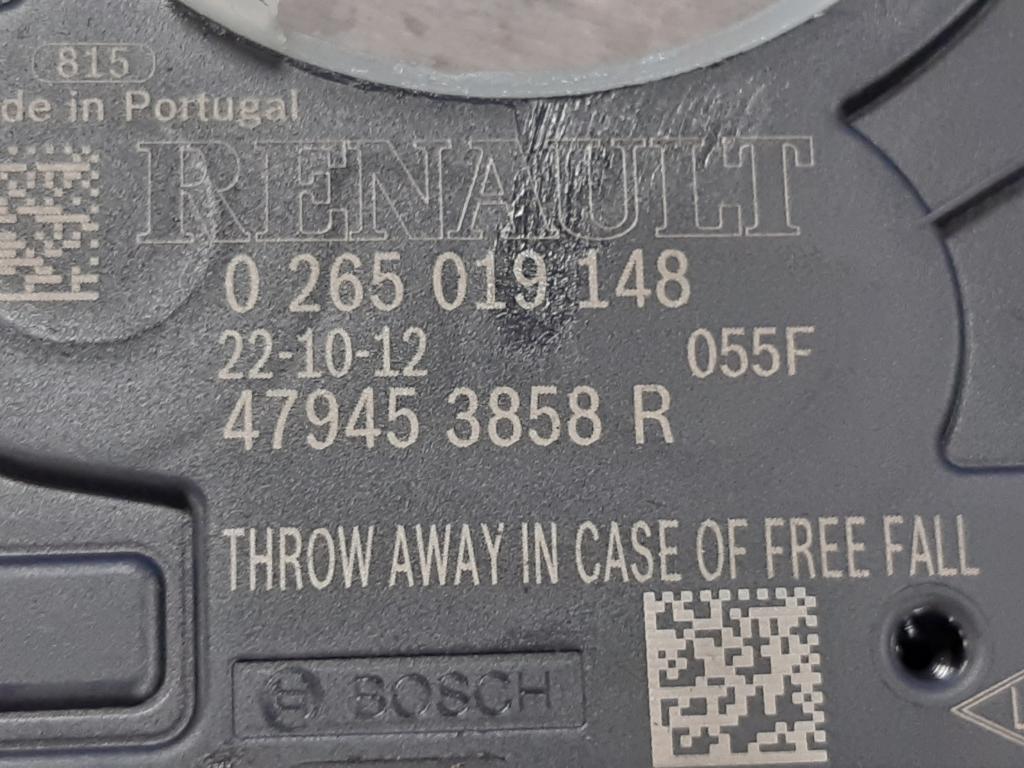 815
de in Portugal
RENAULT
0 265 019 148
22-10-12 055F
47945 3858 R
THROW AWAY IN CASE OF FREE FALL
BOSCH